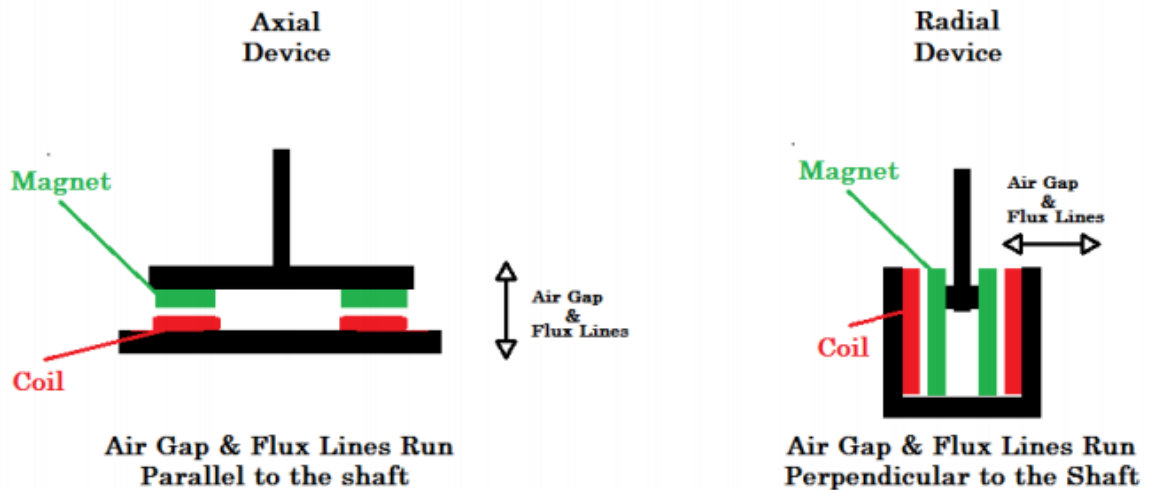 Axial
Device
Magnet
Coil
Air Gap
&
Flux Lines
Air Gap & Flux Lines Run
Parallel to the shaft
Radial
Device
Magnet
Air Gap
&
Flux Lines
Coil
Air Gap & Flux Lines Run
Perpendicular to the Shaft